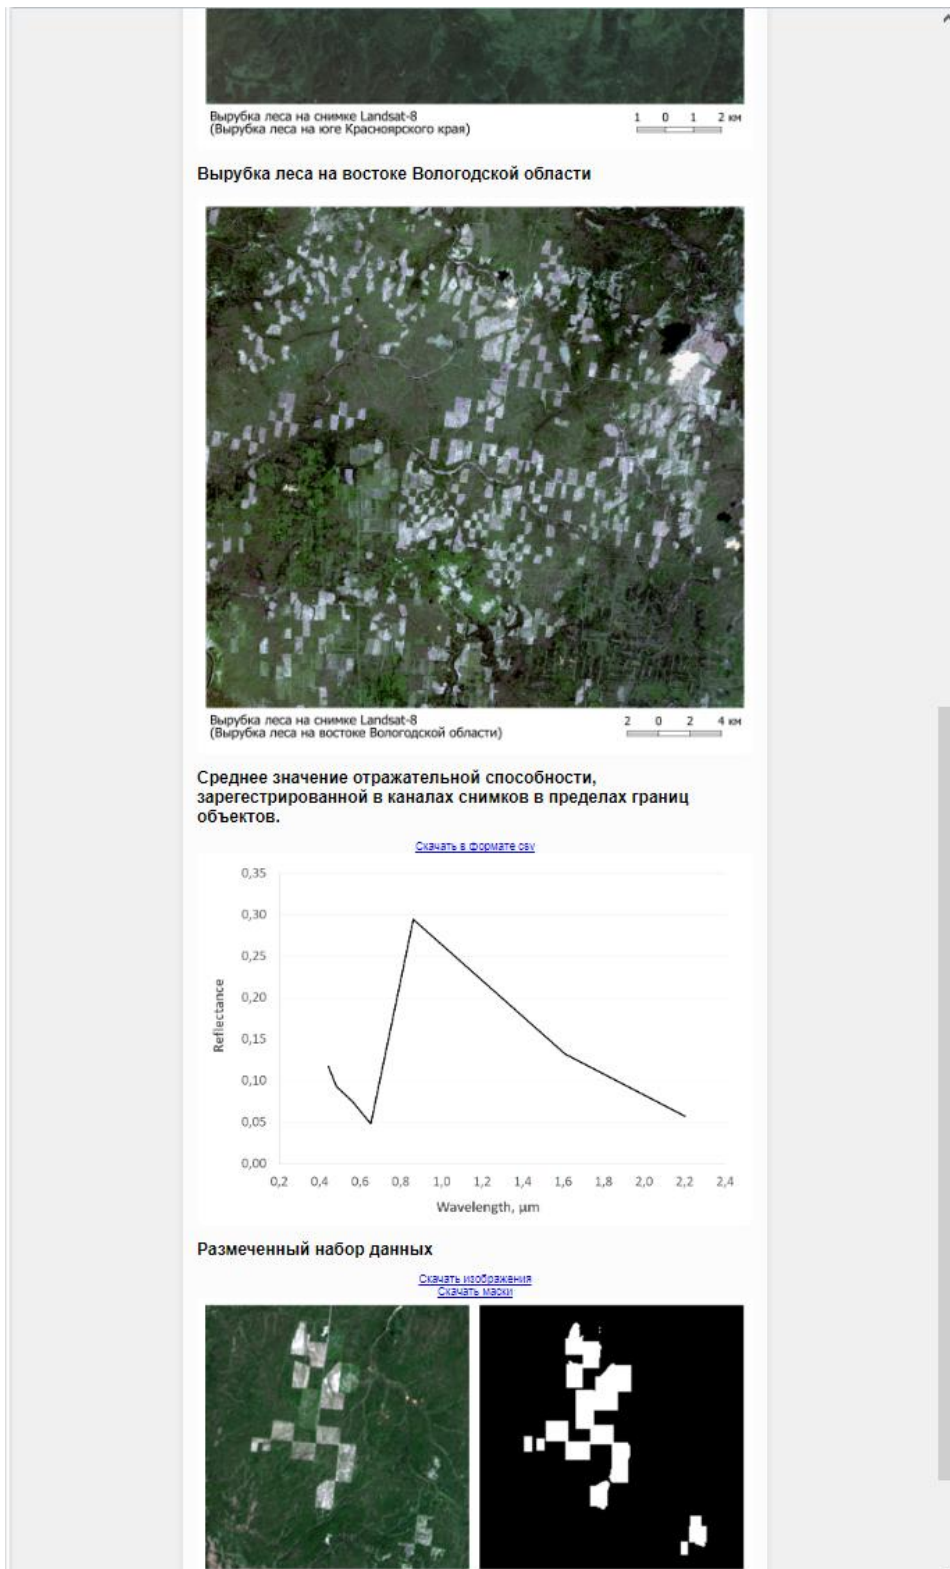 Вырубка леса на снимке Landsat-8
(Вырубка леса на юге Красноярского края)
1 0 1 2 км
Вырубка леса на востоке Вологодской области
Вырубка леса на снимке Landsat-8
(Вырубка леса на востоке Вологодской области)
2 0 2 4 км
Среднее значение отражательной способности,
зарегестрированной в каналах снимков в пределах границ
объектов.
Скачать в формате csv
0,35
0,30
0,25
0,20
0,15
0,10
0,05
0,00
Reflectance
0,2 0,4 0,6 0,8 1,0 1,2 1,4 1,6 1,8 2,0 2,2 2,4
Wavelength, µm
Размеченный набор данных
Скачать изображения
Скачать маски